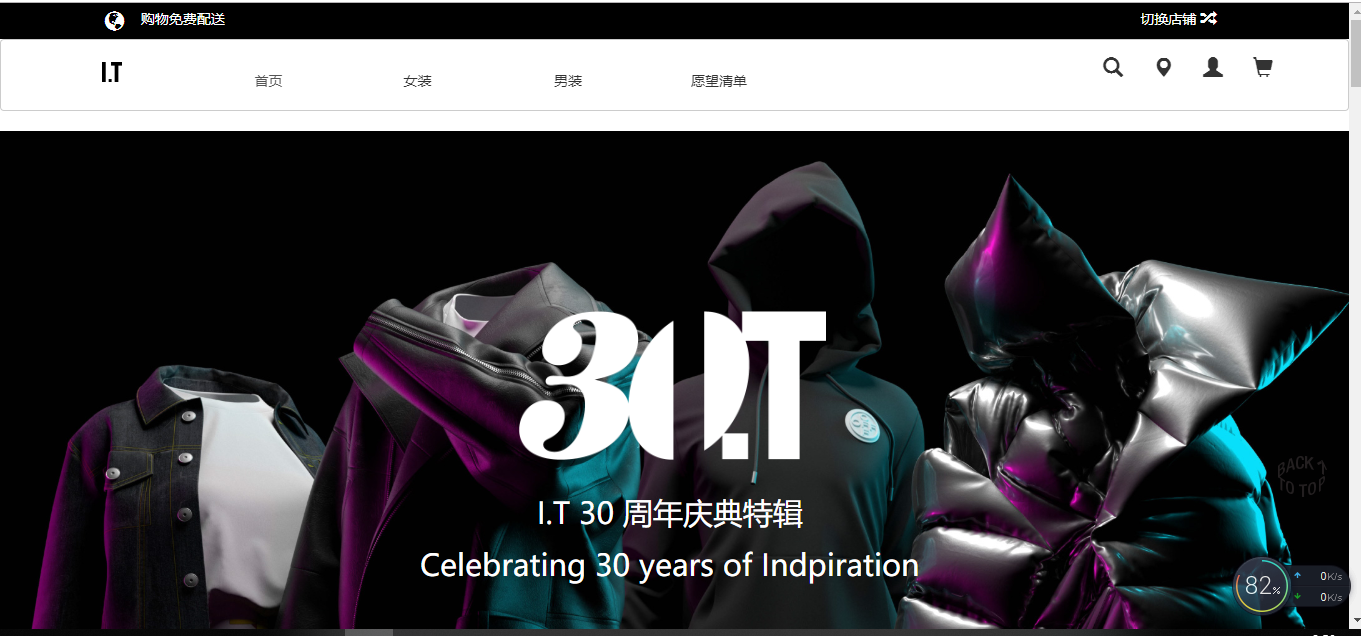 购物免费配送
切换店铺
I.T
首页 女装 男装 愿望清单
30I.T
I.T 30 周年庆典特辑
Celebrating 30 years of Indpiration
BACK
TO TOP
82%
0K/s
0K/s